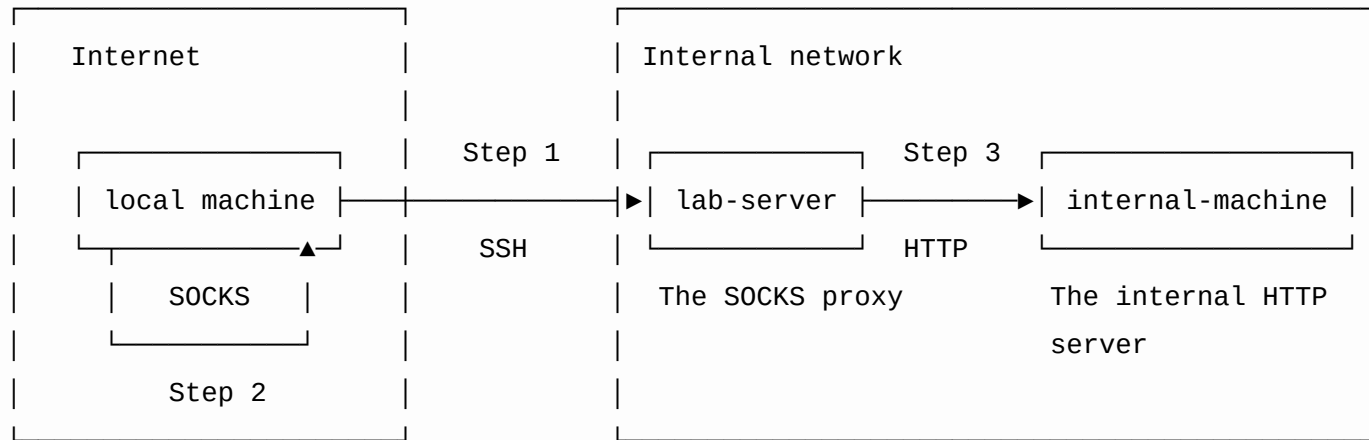 Internet
Internal network
Step 1
Step 3
local machine
lab-server
internal-machine
SSH
HTTP
SOCKS
The SOCKS proxy
The internal HTTP
server
Step 2